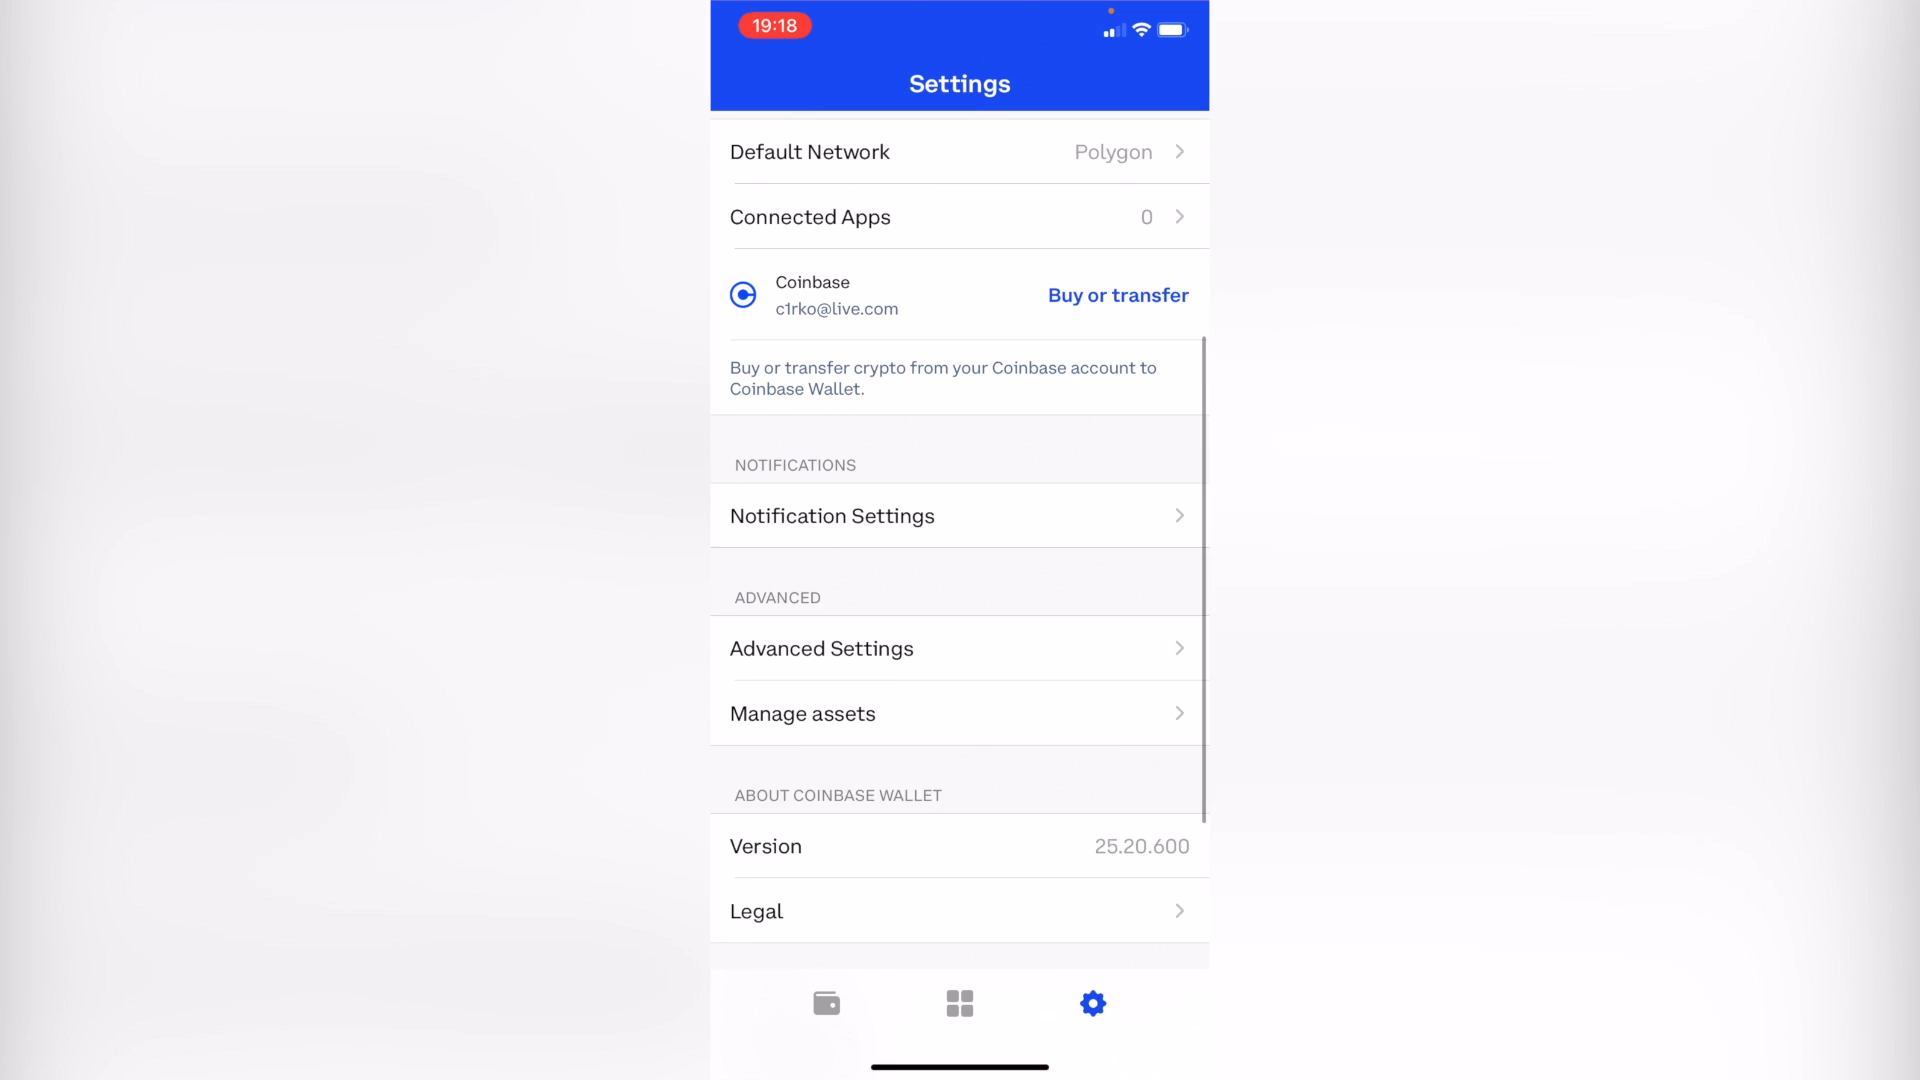 19:18
Settings
Default Network Polygon
Connected Apps 0
Coinbase
c1rko@live.com
Buy or transfer
Buy or transfer crypto from your Coinbase account to
Coinbase Wallet.
NOTIFICATIONS
Notification Settings
ADVANCED
Advanced Settings
Manage assets
ABOUT COINBASE WALLET
Version 25.20.600
Legal